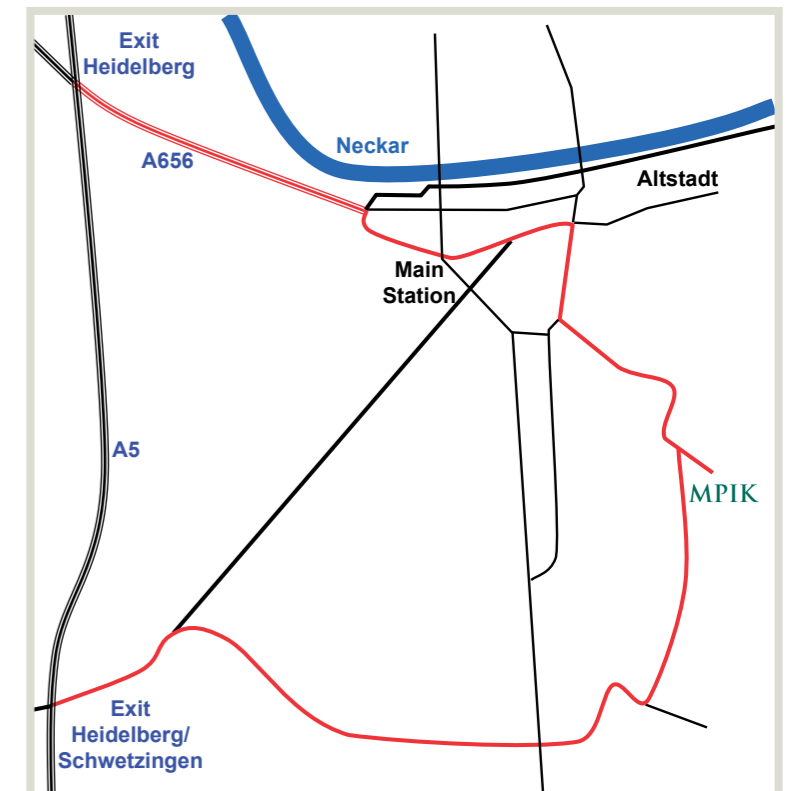 Exit
Heidelberg
A656
Neckar
Altstadt
Main
Station
A5
MPIK
Exit
Heidelberg/
Schwetzingen